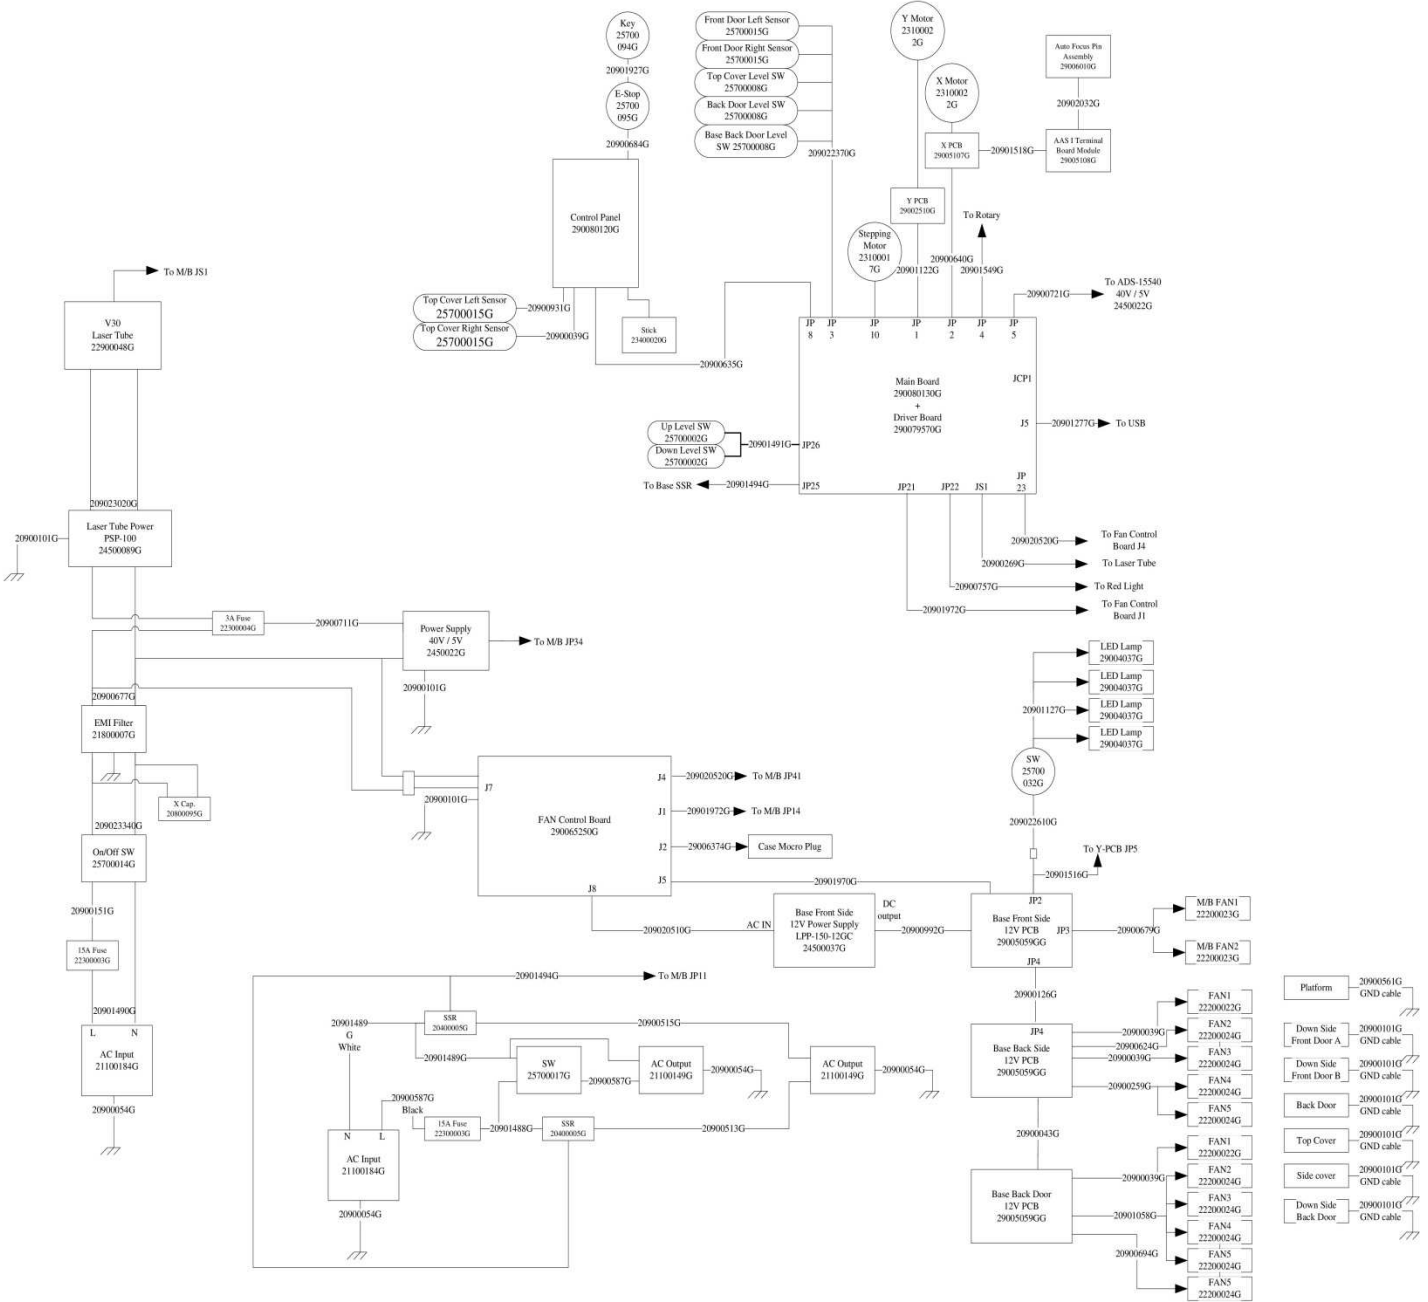 Key
25700
094G
20901927G
E-Stop
25700
095G
20900684G
Control Panel
290080120G
Front Door Left Sensor
25700015G
Front Door Right Sensor
25700015G
Top Cover Level SW
25700008G
Back Door Level SW
25700008G
Base Back Door Level
SW 25700008G
209022370G
Y Motor
2310002
2G
X Motor
2310002
2G
Auto Focus Pin
Assembly
29006010G
20902032G
X PCB
29005107G
20901518G
AAS I Terminal
Board Module
29005108G
Y PCB
29002510G
To Rotary
Stepping
Motor
2310001
7G
20901122G
20900640G
20901549G
20900721G
To ADS-15540
40V / 5V
2450022G
To M/B JS1
V30
Laser Tube
22900048G
Top Cover Left Sensor
25700015G
Top Cover Right Sensor
25700015G
20900931G
20900039G
Stick
23400020G
20900635G
JP
8
JP
3
JP
10
JP
1
JP
2
JP
4
JP
5
Main Board
290080130G
+
Driver Board
290079570G
JCP1
J5
20901277G
To USB
Up Level SW
25700002G
Down Level SW
25700002G
20901491G
JP26
To Base SSR
20901494G
JP25
JP21
JP22
JS1
JP
23
209020520G
To Fan Control
Board J4
20900269G
To Laser Tube
20900757G
To Red Light
20901972G
To Fan Control
Board J1
209023020G
Laser Tube Power
PSP-100
24500089G
20900101G
3A Fuse
22300004G
20900711G
Power Supply
40V / 5V
2450022G
To M/B JP34
20900101G
20900677G
EMI Filter
21800007G
X Cap.
20800095G
209023340G
On/Off SW
25700014G
20900151G
15A Fuse
22300003G
20901490G
L
N
AC Input
21100184G
20900054G
LED Lamp
29004037G
LED Lamp
29004037G
LED Lamp
29004037G
LED Lamp
29004037G
20901127G
SW
25700
032G
209022610G
To Y-PCB JP5
20901516G
J7
20900101G
FAN Control Board
290065250G
J4
209020520G
To M/B JP41
J1
20901972G
To M/B JP14
J2
29006374G
Case Mocro Plug
J5
J8
20901970G
209020510G
AC IN
Base Front Side
12V Power Supply
LPP-150-12GC
24500037G
DC
output
20900992G
JP2
Base Front Side
12V PCB
29005059GG
JP3
JP4
20900679G
M/B FAN1
22200023G
M/B FAN2
22200023G
20900126G
JP4
Base Back Side
12V PCB
29005059GG
20900039G
20900624G
20900039G
20900259G
FAN1
22200022G
FAN2
22200024G
FAN3
22200024G
FAN4
22200024G
FAN5
22200024G
20900043G
Base Back Door
12V PCB
29005059GG
20900039G
20901058G
20900694G
FAN1
22200022G
FAN2
22200024G
FAN3
22200024G
FAN4
22200024G
FAN5
22200024G
FAN5
22200024G
20901494G
To M/B JP11
20901489
G
White
SSR
20400005G
20900515G
20901489G
SW
25700017G
20900587G
AC Output
21100149G
20900054G
AC Output
21100149G
20900054G
20900587G
Black
15A Fuse
22300003G
20901488G
SSR
20400005G
20900513G
N
L
AC Input
21100184G
20900054G
Platform
20900561G
GND cable
Down Side
Front Door A
20900101G
GND cable
Down Side
Front Door B
20900101G
GND cable
Back Door
20900101G
GND cable
Top Cover
20900101G
GND cable
Side cover
20900101G
GND cable
Down Side
Back Door
20900101G
GND cable